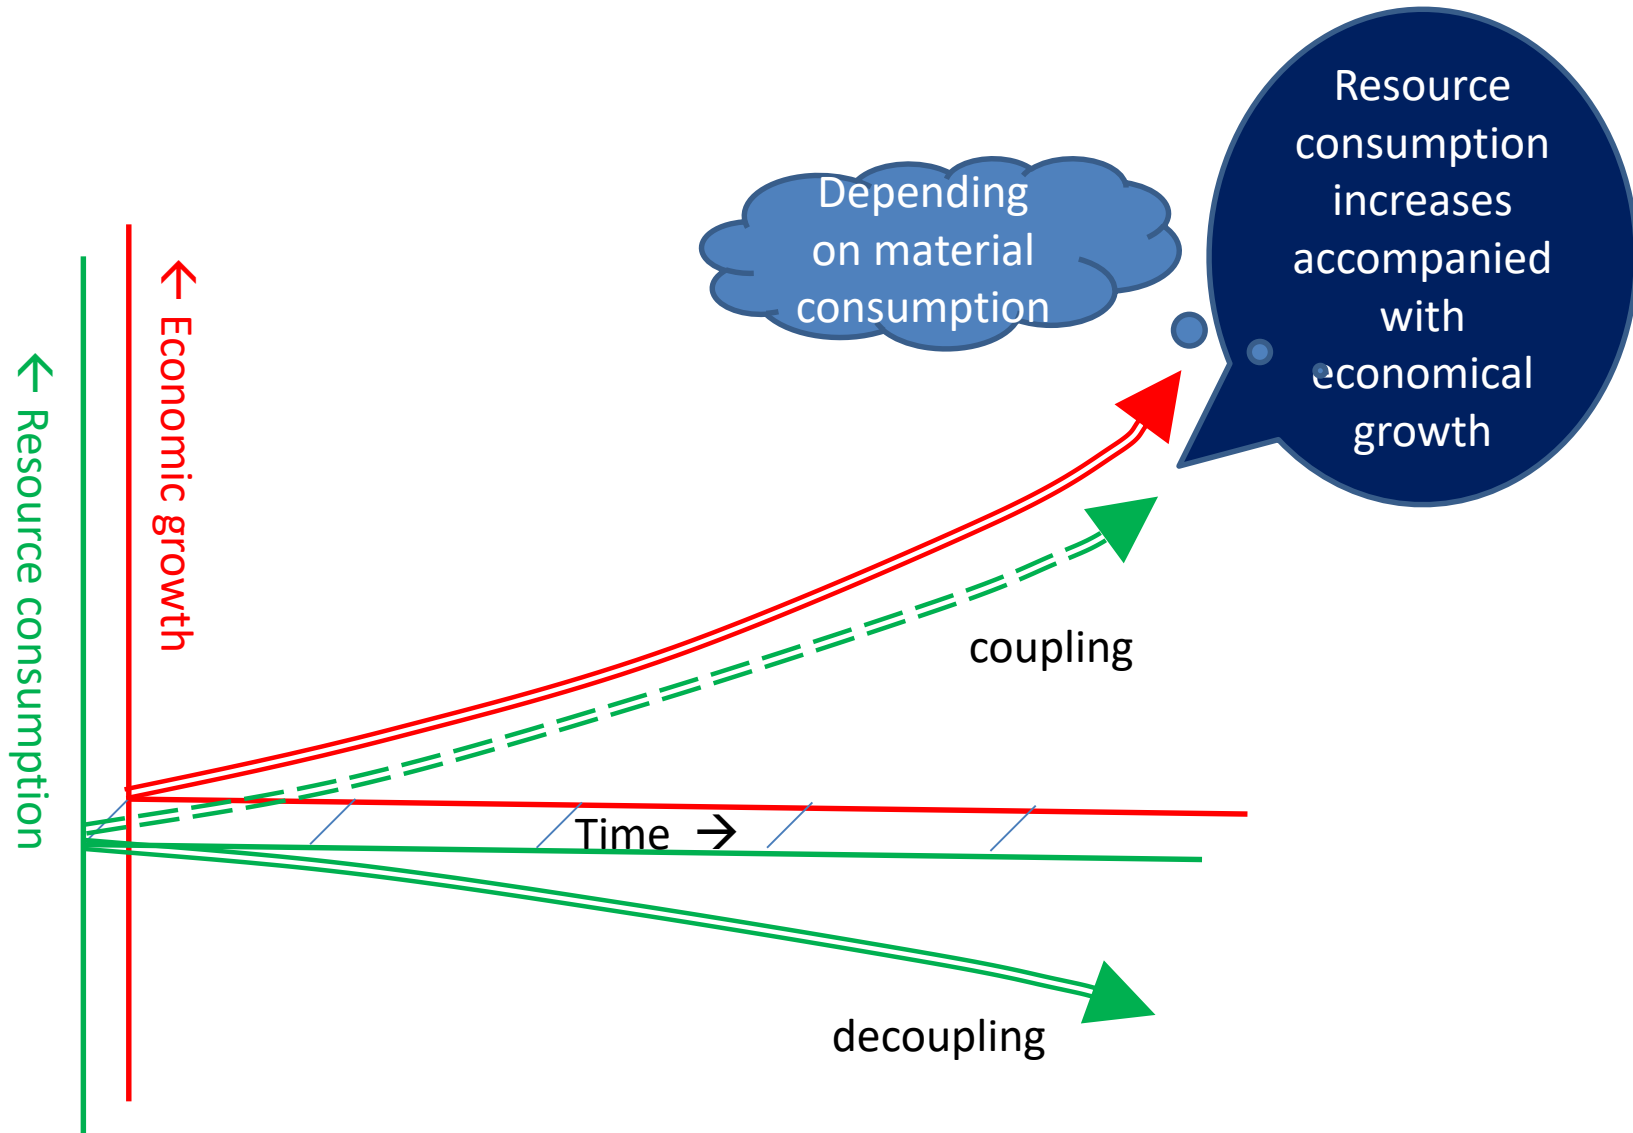 Resource
consumption
increases
accompanied
with
economical
growth
Depending
on material
consumption
← Economic growth
← Resource consumption
coupling
Time →
decoupling